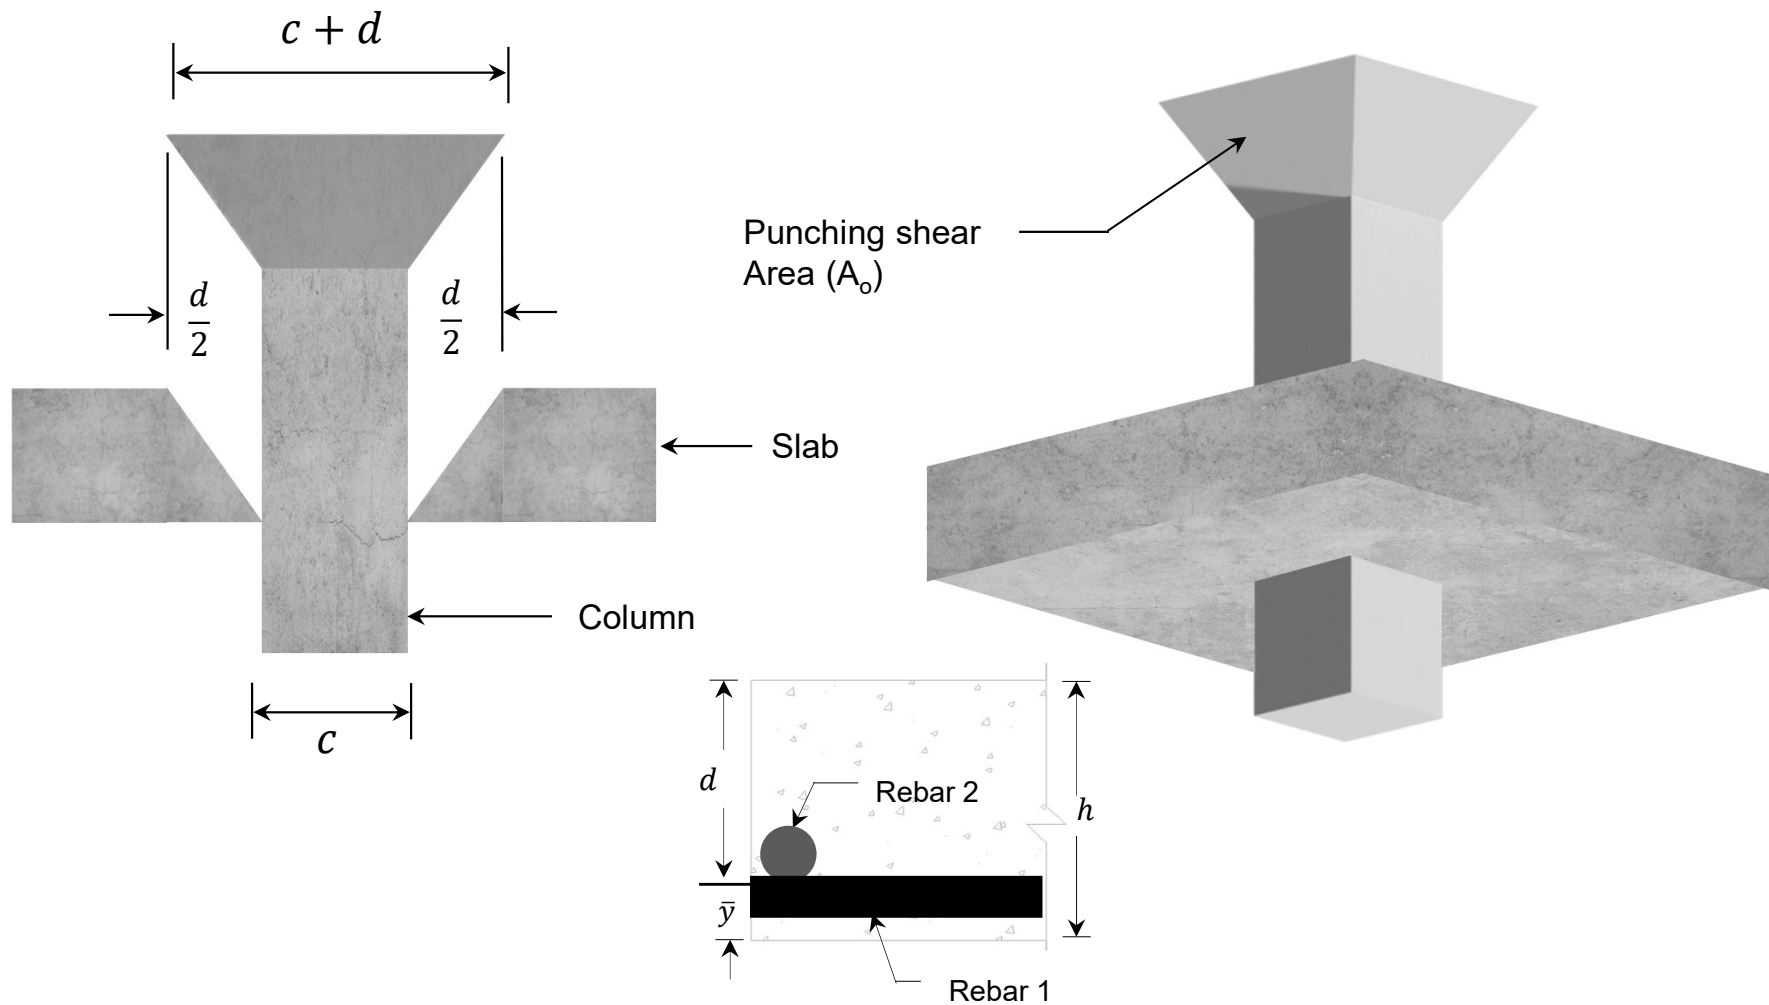 c + d
Punching shear
Area (Aₒ)
d
2
d
2
Slab
Column
c
d
Rebar 2
h
y̅
Rebar 1